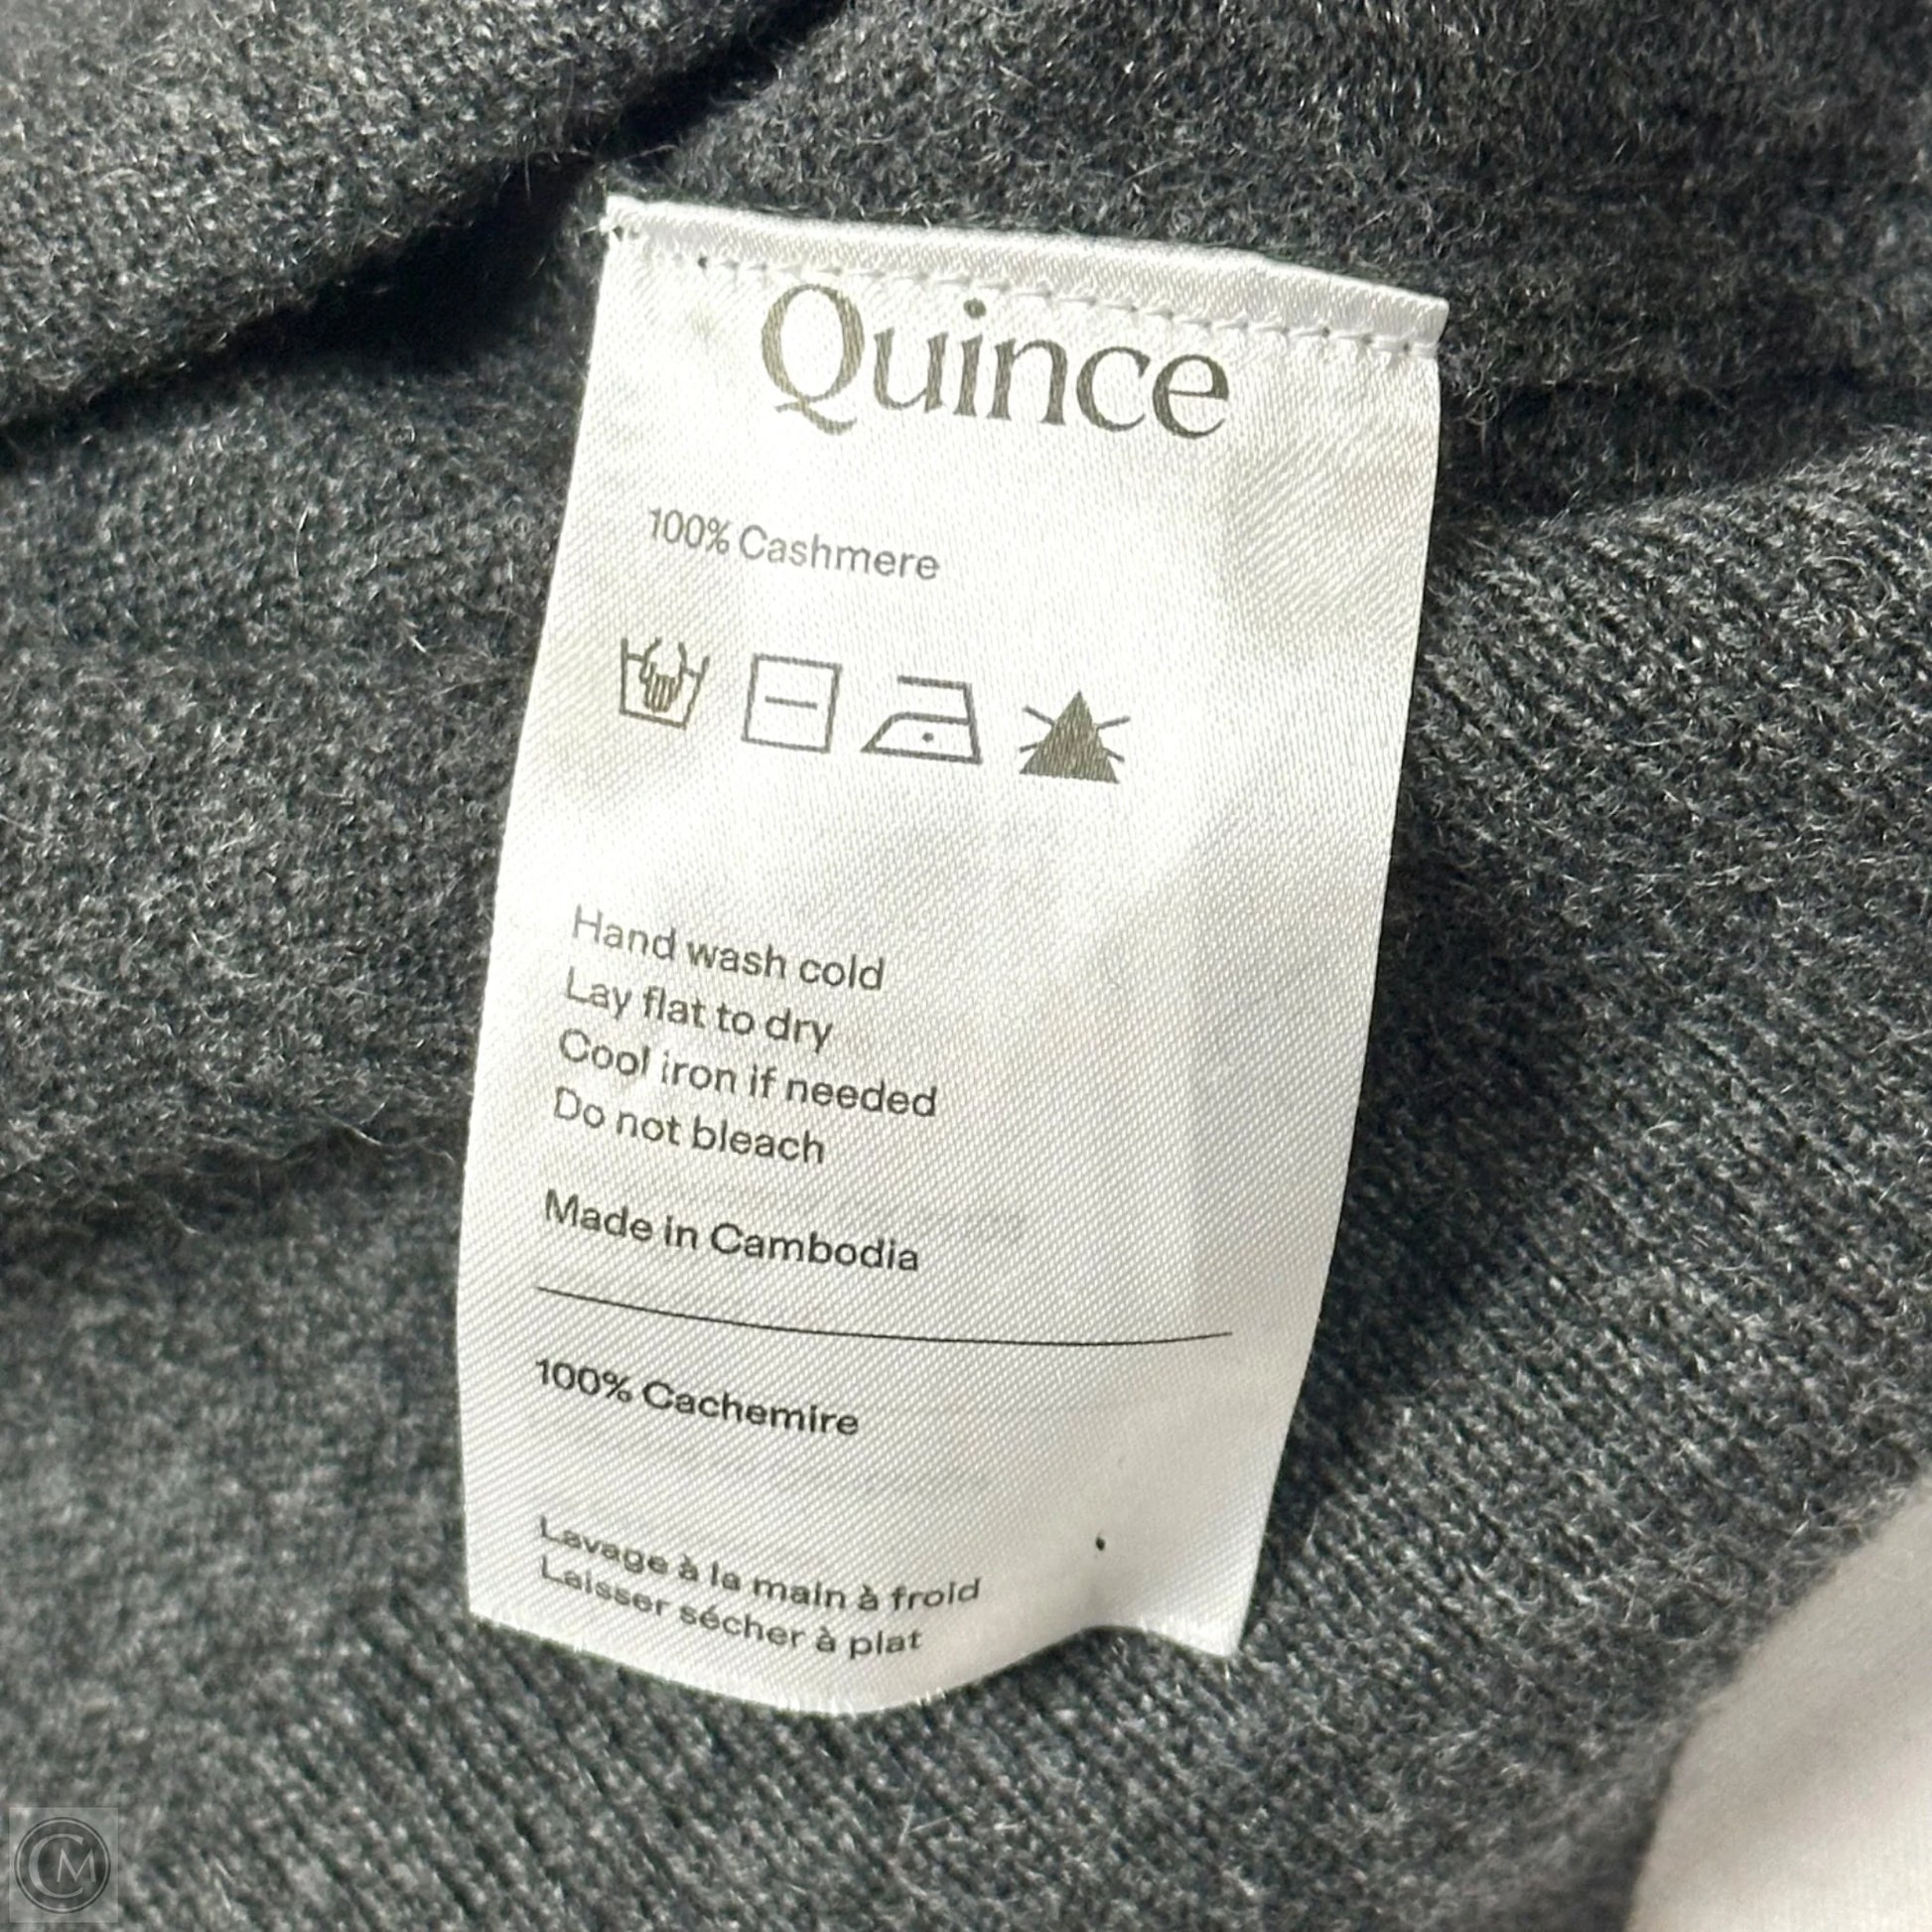 Quince
100% Cashmere
Hand wash cold
Lay flat to dry
Cool iron if needed
Do not bleach
Made in Cambodia
100% Cachemire
Lavage à la main à froid
Laisser sécher à plat
CM